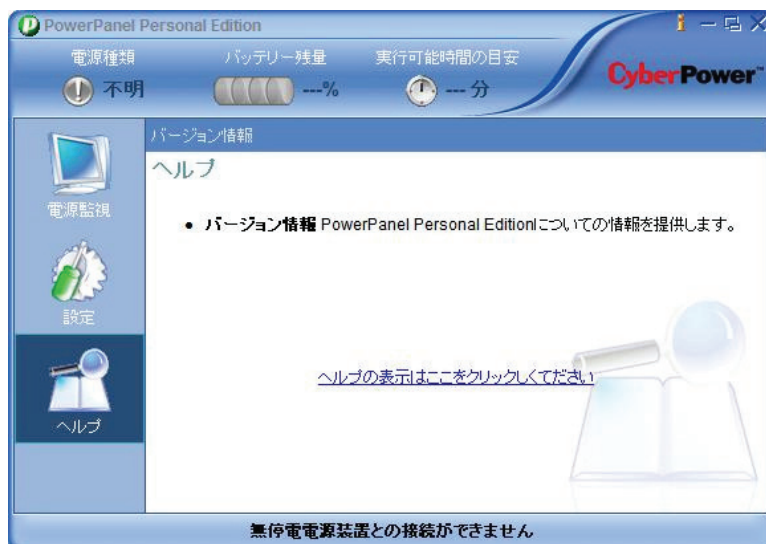 PowerPanel Personal Edition
電源種類 バッテリー残量 実行可能時間の目安
不明 ---% --- 分
CyberPower™
バージョン情報
ヘルプ
電源監視
• バージョン情報 PowerPanel Personal Editionについての情報を提供します。
設定
ヘルプの表示はここをクリックしくてださい
ヘルプ
無停電電源装置との接続ができません